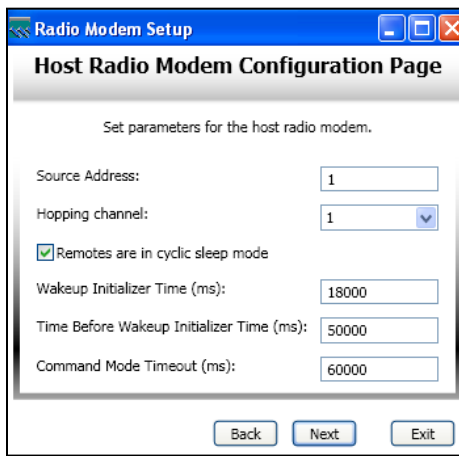 Radio Modem Setup
Host Radio Modem Configuration Page
Set parameters for the host radio modem.
Source Address: 1
Hopping channel: 1
Remotes are in cyclic sleep mode
Wakeup Initializer Time (ms): 18000
Time Before Wakeup Initializer Time (ms): 50000
Command Mode Timeout (ms): 60000
Back Next Exit